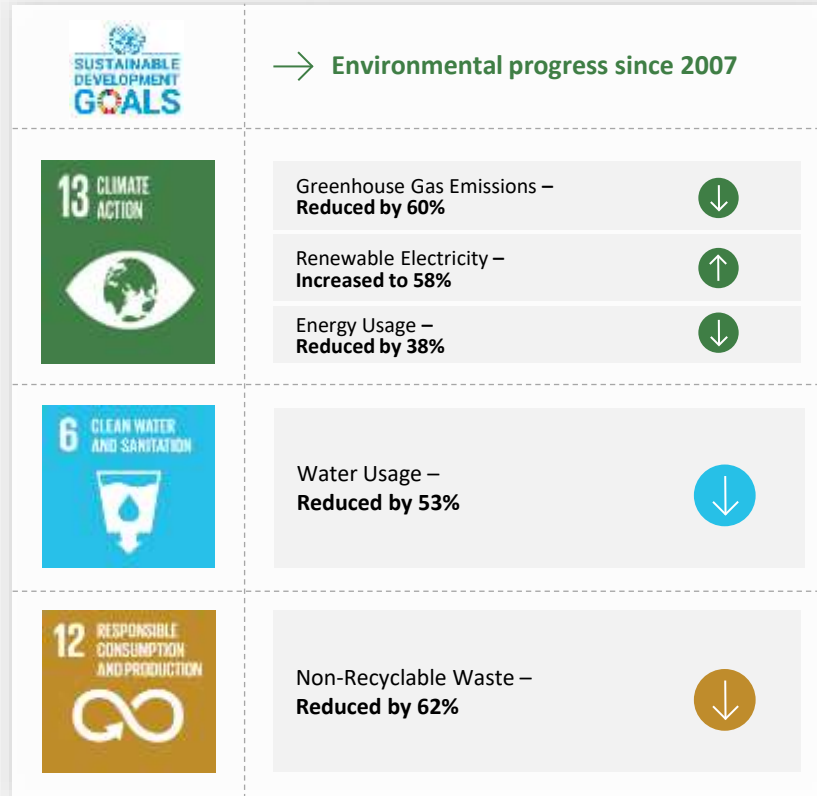 SUSTAINABLE
DEVELOPMENT
GOALS
Environmental progress since 2007
13 CLIMATE
ACTION
Greenhouse Gas Emissions –
Reduced by 60%
Renewable Electricity –
Increased to 58%
Energy Usage –
Reduced by 38%
6 CLEAN WATER
AND SANITATION
Water Usage –
Reduced by 53%
12 RESPONSIBLE
CONSUMPTION
AND PRODUCTION
Non-Recyclable Waste –
Reduced by 62%